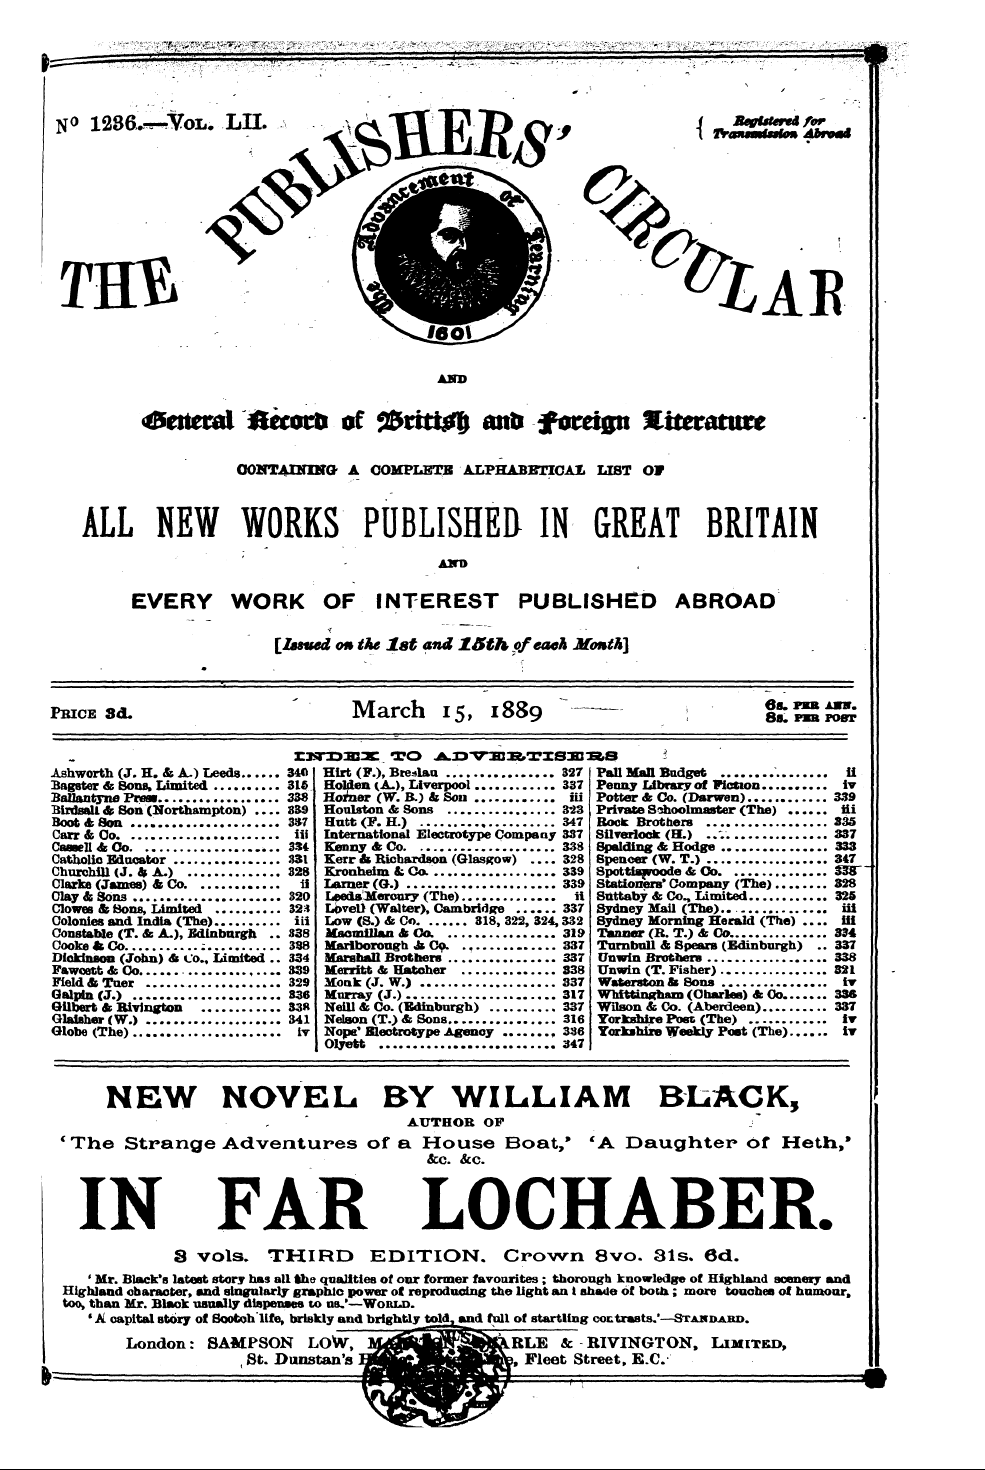 No 1236.—VOL. LII.
Registered for
Transmission Abroad
THE PUBLISHERS' CIRCULAR
The Advancement of Learning
1601
AND
General Record of British and Foreign Literature
CONTAINING A COMPLETE ALPHABETICAL LIST OF
ALL NEW WORKS PUBLISHED IN GREAT BRITAIN
AND
EVERY WORK OF INTEREST PUBLISHED ABROAD
[Issued on the 1st and 15th of each Month]
PRICE 3d.
March 15, 1889
6s. PER ANN.
8s. PER POST
INDEX TO ADVERTISERS
Ashworth (J. H. & A.) Leeds...... 340
Bagster & Sons, Limited .......... 315
Ballantyne Press.................. 338
Birdsall & Son (Northampton) .... 339
Boot & Son ...................... 337
Carr & Co. ...................... iii
Cassell & Co. .................... 334
Catholic Educator ................ 331
Churchill (J. & A.) .............. 328
Clarke (James) & Co. ............ ii
Clay & Sons ...................... 320
Clowes & Sons, Limited ..........
Colonies and India (The).......... iii
Constable (T. & A.), Edinburgh .. 338
Cooke & Co. ...................... 338
Dickinson (John) & Co., Limited .. 334
Fawcett & Co...................... 339
Field & Tuer .................... 329
Galpin (J.) ...................... 336
Gilbert & Rivington .............. 338
Glaisher (W.) .................... 341
Globe (The) ...................... iv
Hirt (F.), Breslau ................ 327
Holden (A.), Liverpool ............ 337
Horner (W. B.) & Son ............ iii
Houlston & Sons .................. 323
Hutt (F. H.) .................... 347
International Electrotype Company 337
Kenny & Co. ...................... 338
Kerr & Richardson (Glasgow) .... 328
Kronheim & Co. .................. 339
Larner (G.) ...................... 339
Leeds Mercury (The) .............. ii
Lovell (Walter), Cambridge ...... 337
Low (S.) & Co. ...... 318, 322, 324, 332
Macmillan & Co. .................. 319
Marlborough & Co. .............. 337
Marshall Brothers ................ 337
Merritt & Hatcher ................ 338
Monk (J. W.) .................... 337
Murray (J.) ...................... 317
Neill & Co. (Edinburgh) .......... 337
Nelson (T.) & Sons................ 316
Nops' Electrotype Agency ........ 336
Olyett .......................... 347
Pall Mall Budget ................ ii
Penny Library of Fiction.......... iv
Potter & Co. (Darwen)............ 339
Private Schoolmaster (The) ...... iii
Rock Brothers .................. 335
Silverlock (H.) .................. 337
Spalding & Hodge ................ 333
Spencer (W. T.) .................. 347
Spottiswoode & Co. .............. 338
Stationers' Company (The) ........ 328
Suttaby & Co., Limited............ 325
Sydney Mail (The)................ iii
Sydney Morning Herald (The) .... iii
Tanner (R. T.) & Co............... 334
Turnbull & Spears (Edinburgh) .. 337
Unwin Brothers .................. 338
Unwin (T. Fisher) ................ 321
Waterston & Sons ................ iv
Whittingham (Charles) & Co....... 336
Wilson & Co. (Aberdeen).......... 337
Yorkshire Post (The) ............ iv
Yorkshire Weekly Post (The)...... iv
NEW NOVEL BY WILLIAM BLACK,
AUTHOR OF
'The Strange Adventures of a House Boat,' 'A Daughter of Heth,'
&c. &c.
IN FAR LOCHABER.
3 vols. THIRD EDITION. Crown 8vo. 31s. 6d.
'Mr. Black's latest story has all the qualities of our former favourites; thorough knowledge of Highland scenery and
Highland character, and singularly graphic power of reproducing the light and shade of both; more touches of humour,
too, than Mr. Black usually dispenses to us.'—WORLD.
'A capital story of Scotch life, briskly and brightly told, and full of startling contrasts.'—STANDARD.
London: SAMPSON LOW, RLE & RIVINGTON, LIMITED,
St. Dunstan's Fleet Street, E.C.